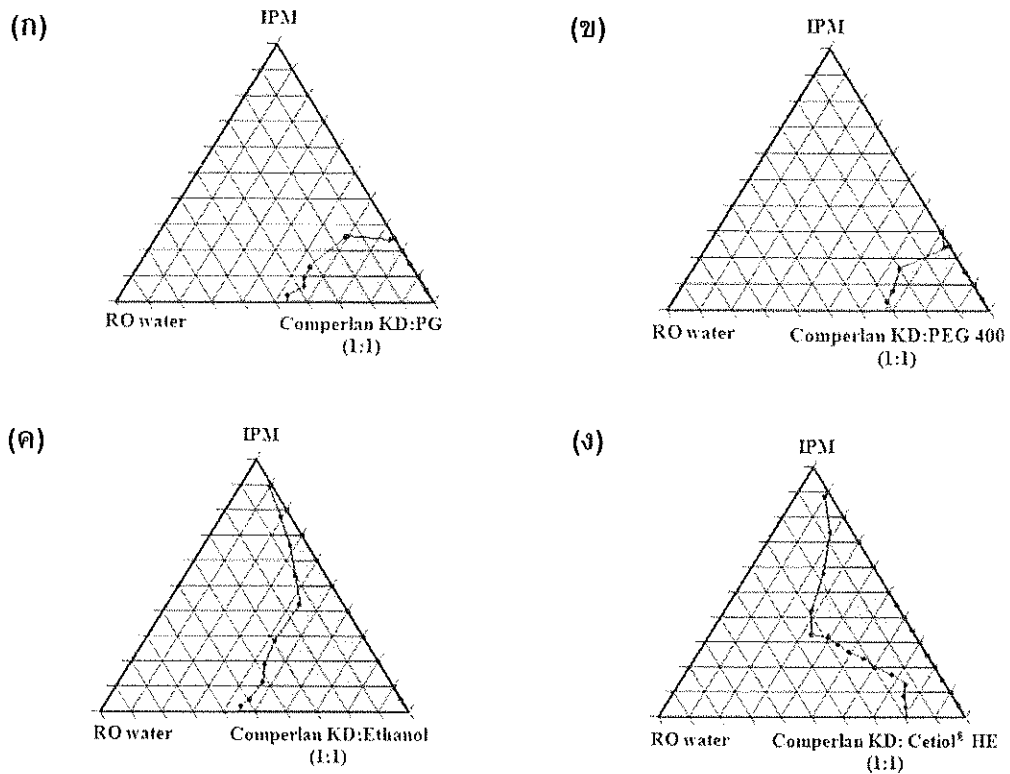 (ก)
IPM
RO water
Comperlan KD:PG
(1:1)
(ข)
IPM
RO water
Comperlan KD:PEG 400
(1:1)
(ค)
IPM
RO water
Comperlan KD:Ethanol
(1:1)
(ง)
IPM
RO water
Comperlan KD: Cetiol® HE
(1:1)